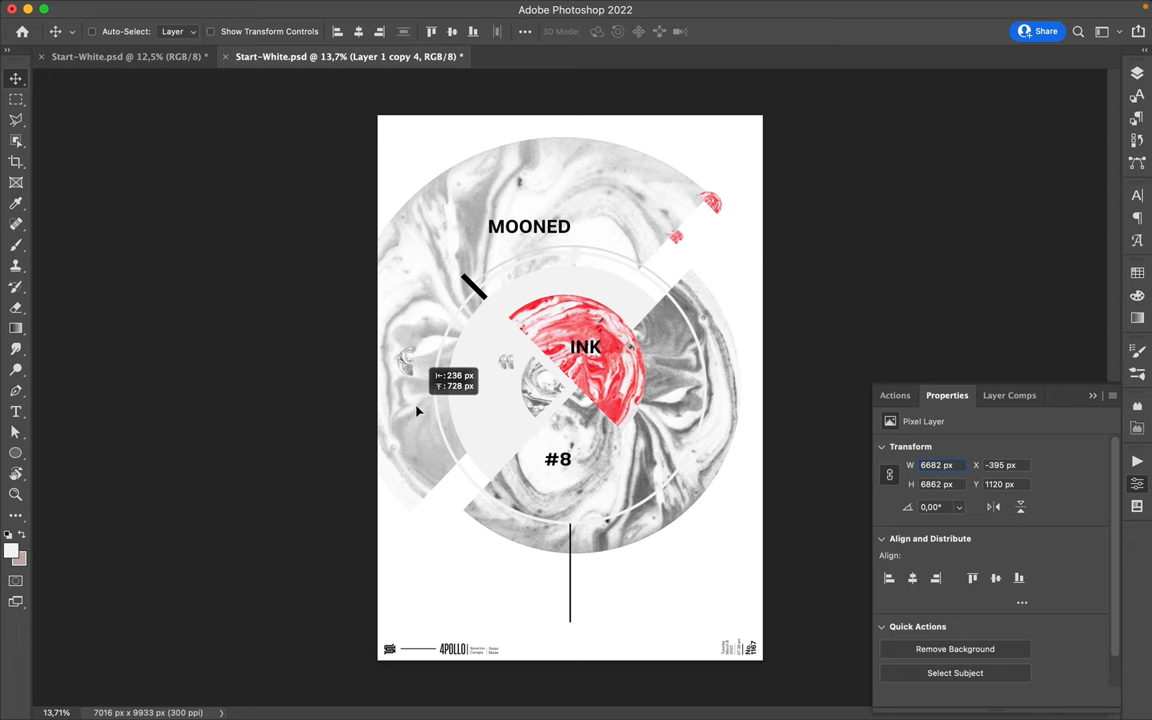 Adobe Photoshop 2022
Auto-Select: Layer Show Transform Controls 3D Mode: Share
Start-White.psd @ 12,5% (RGB/8) * Start-White.psd @ 13,7% (Layer 1 copy 4, RGB/8) *
MOONED
INK
236 px
728 px
#8
4POLLO
1187
Actions Properties Layer Comps
Pixel Layer
Transform
W 6682 px X -395 px
H 6862 px Y 1120 px
0,00°
Align and Distribute
Align:
Quick Actions
Remove Background
Select Subject
13,71% 7016 px x 9933 px (300 ppi)